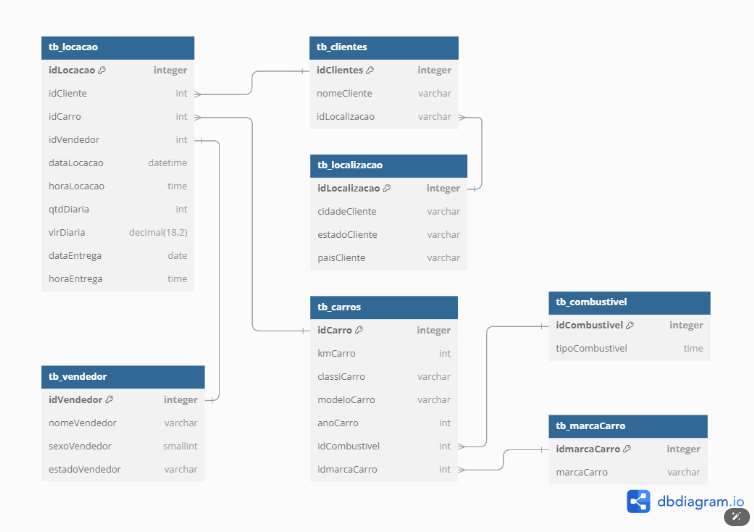 tb_locacao
idLocacao integer
idCliente int
idCarro int
idVendedor int
dataLocacao datetime
horaLocacao time
qtdDiaria int
vlrDiaria decimal(18.2)
dataEntrega date
horaEntrega time
tb_clientes
idClientes integer
nomeCliente varchar
idLocalizacao varchar
tb_localizacao
idLocalizacao integer
cidadeCliente varchar
estadoCliente varchar
paisCliente varchar
tb_carros
idCarro integer
kmCarro int
classiCarro varchar
modeloCarro varchar
anoCarro int
idCombustivel int
idmarcaCarro int
tb_combustivel
idCombustivel integer
tipoCombustivel time
tb_vendedor
idVendedor integer
nomeVendedor varchar
sexoVendedor smallint
estadoVendedor varchar
tb_marcaCarro
idmarcaCarro integer
marcaCarro varchar
dbdiagram.io